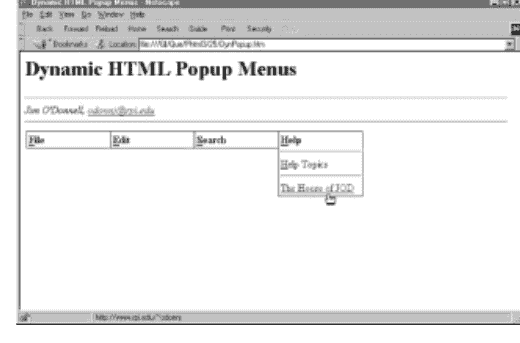 Dynamic HTML Popup Menus - Netscape
File Edit View Go Window Help
Back Forward Reload Home Search Guide Print Security
Bookmarks Location:
Dynamic HTML Popup Menus
Jim O'Donnell,
File Edit Search Help
Help Topics
The House of JOD